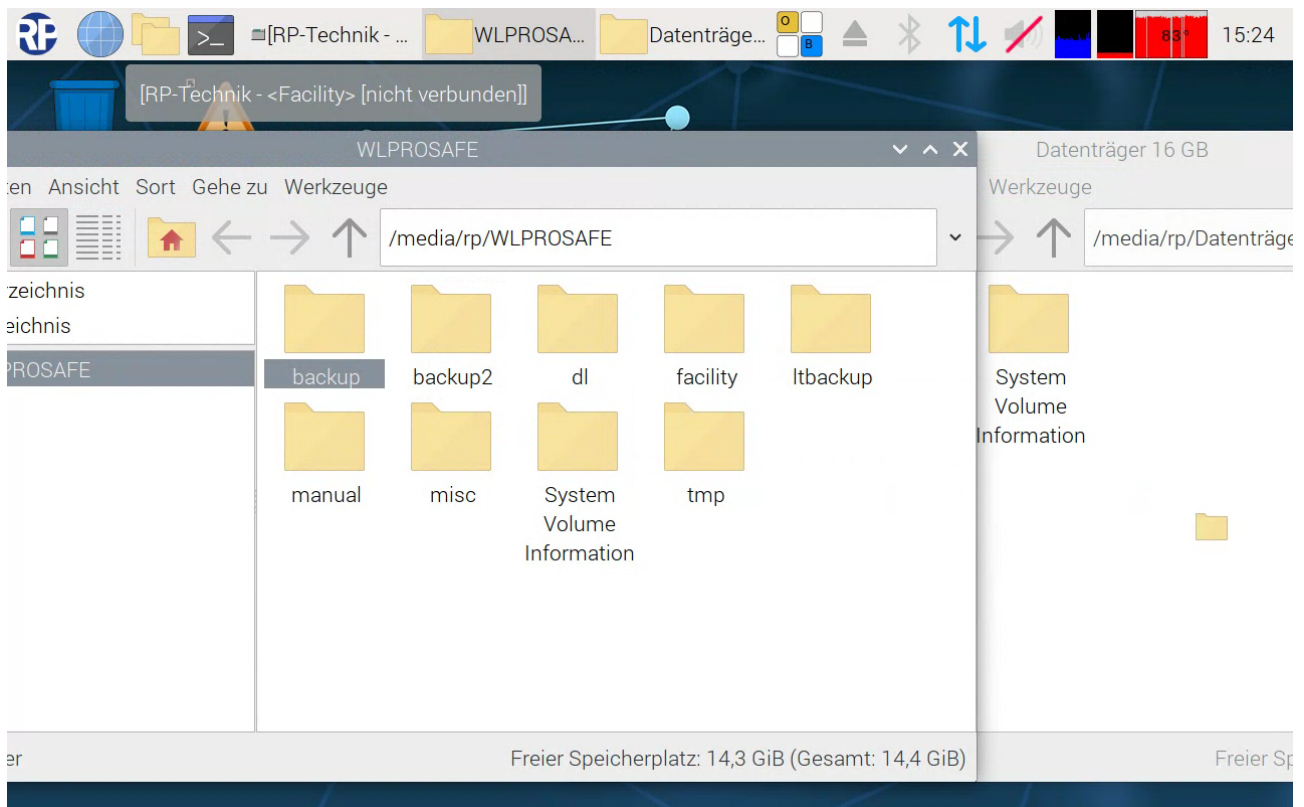 RP
>_
[RP-Technik - ...
WLPROSA...
Datenträge...
O
B
83°
15:24
[RP-Technik - <Facility> [nicht verbunden]]
WLPROSAFE
Datenträger 16 GB
ten Ansicht Sort Gehe zu Werkzeuge
Werkzeuge
/media/rp/WLPROSAFE
/media/rp/Datenträge
rzeichnis
eichnis
PROSAFE
backup
backup2
dl
facility
ltbackup
System
Volume
Information
manual
misc
System
Volume
Information
tmp
er
Freier Speicherplatz: 14,3 GiB (Gesamt: 14,4 GiB)
Freier Sp